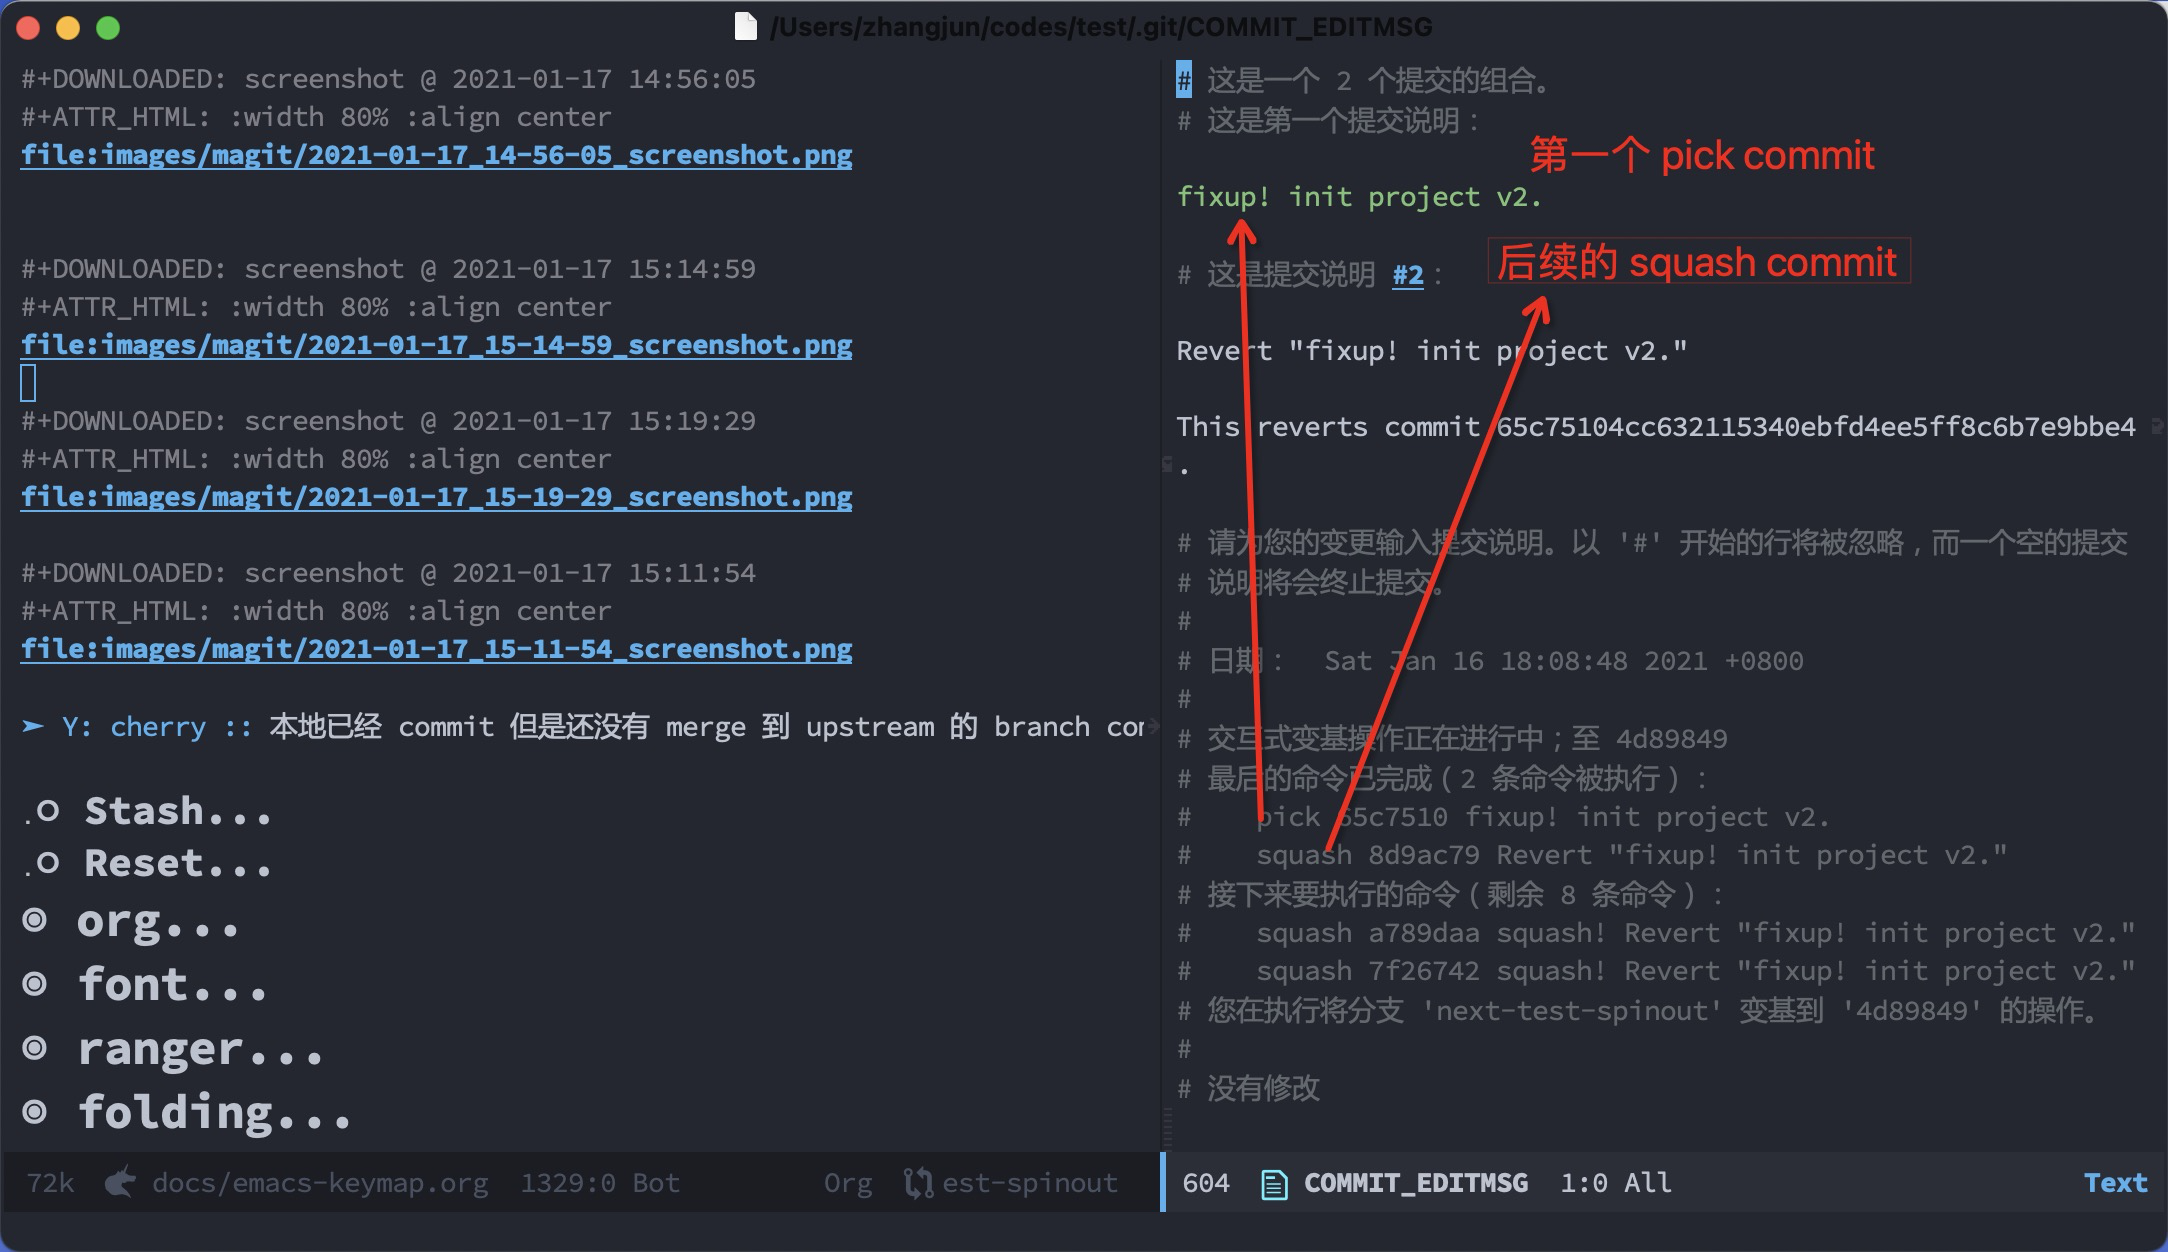 /Users/zhangjun/codes/test/.git/COMMIT_EDITMSG
#+DOWNLOADED: screenshot @ 2021-01-17 14:56:05
#+ATTR_HTML: :width 80% :align center
file:images/magit/2021-01-17_14-56-05_screenshot.png
#+DOWNLOADED: screenshot @ 2021-01-17 15:14:59
#+ATTR_HTML: :width 80% :align center
file:images/magit/2021-01-17_15-14-59_screenshot.png
#+DOWNLOADED: screenshot @ 2021-01-17 15:19:29
#+ATTR_HTML: :width 80% :align center
file:images/magit/2021-01-17_15-19-29_screenshot.png
#+DOWNLOADED: screenshot @ 2021-01-17 15:11:54
#+ATTR_HTML: :width 80% :align center
file:images/magit/2021-01-17_15-11-54_screenshot.png
➤ Y: cherry :: 本地已经 commit 但是还没有 merge 到 upstream 的 branch com
Stash...
Reset...
org...
font...
ranger...
folding...
72k docs/emacs-keymap.org 1329:0 Bot Org est-spinout
# 这是一个 2 个提交的组合。
# 这是第一个提交说明：
第一个 pick commit
fixup! init project v2.
# 这是提交说明 #2：
后续的 squash commit
Revert "fixup! init project v2."
This reverts commit 65c75104cc632115340ebfd4ee5ff8c6b7e9bbe4
.
# 请为您的变更输入提交说明。以 '#' 开始的行将被忽略，而一个空的提交
# 说明将会终止提交。
#
# 日期：  Sat Jan 16 18:08:48 2021 +0800
#
# 交互式变基操作正在进行中；至 4d89849
# 最后的命令已完成（2 条命令被执行）：
#    pick 65c7510 fixup! init project v2.
#    squash 8d9ac79 Revert "fixup! init project v2."
# 接下来要执行的命令（剩余 8 条命令）：
#    squash a789daa squash! Revert "fixup! init project v2."
#    squash 7f26742 squash! Revert "fixup! init project v2."
# 您在执行将分支 'next-test-spinout' 变基到 '4d89849' 的操作。
#
# 没有修改
604 COMMIT_EDITMSG 1:0 All Text